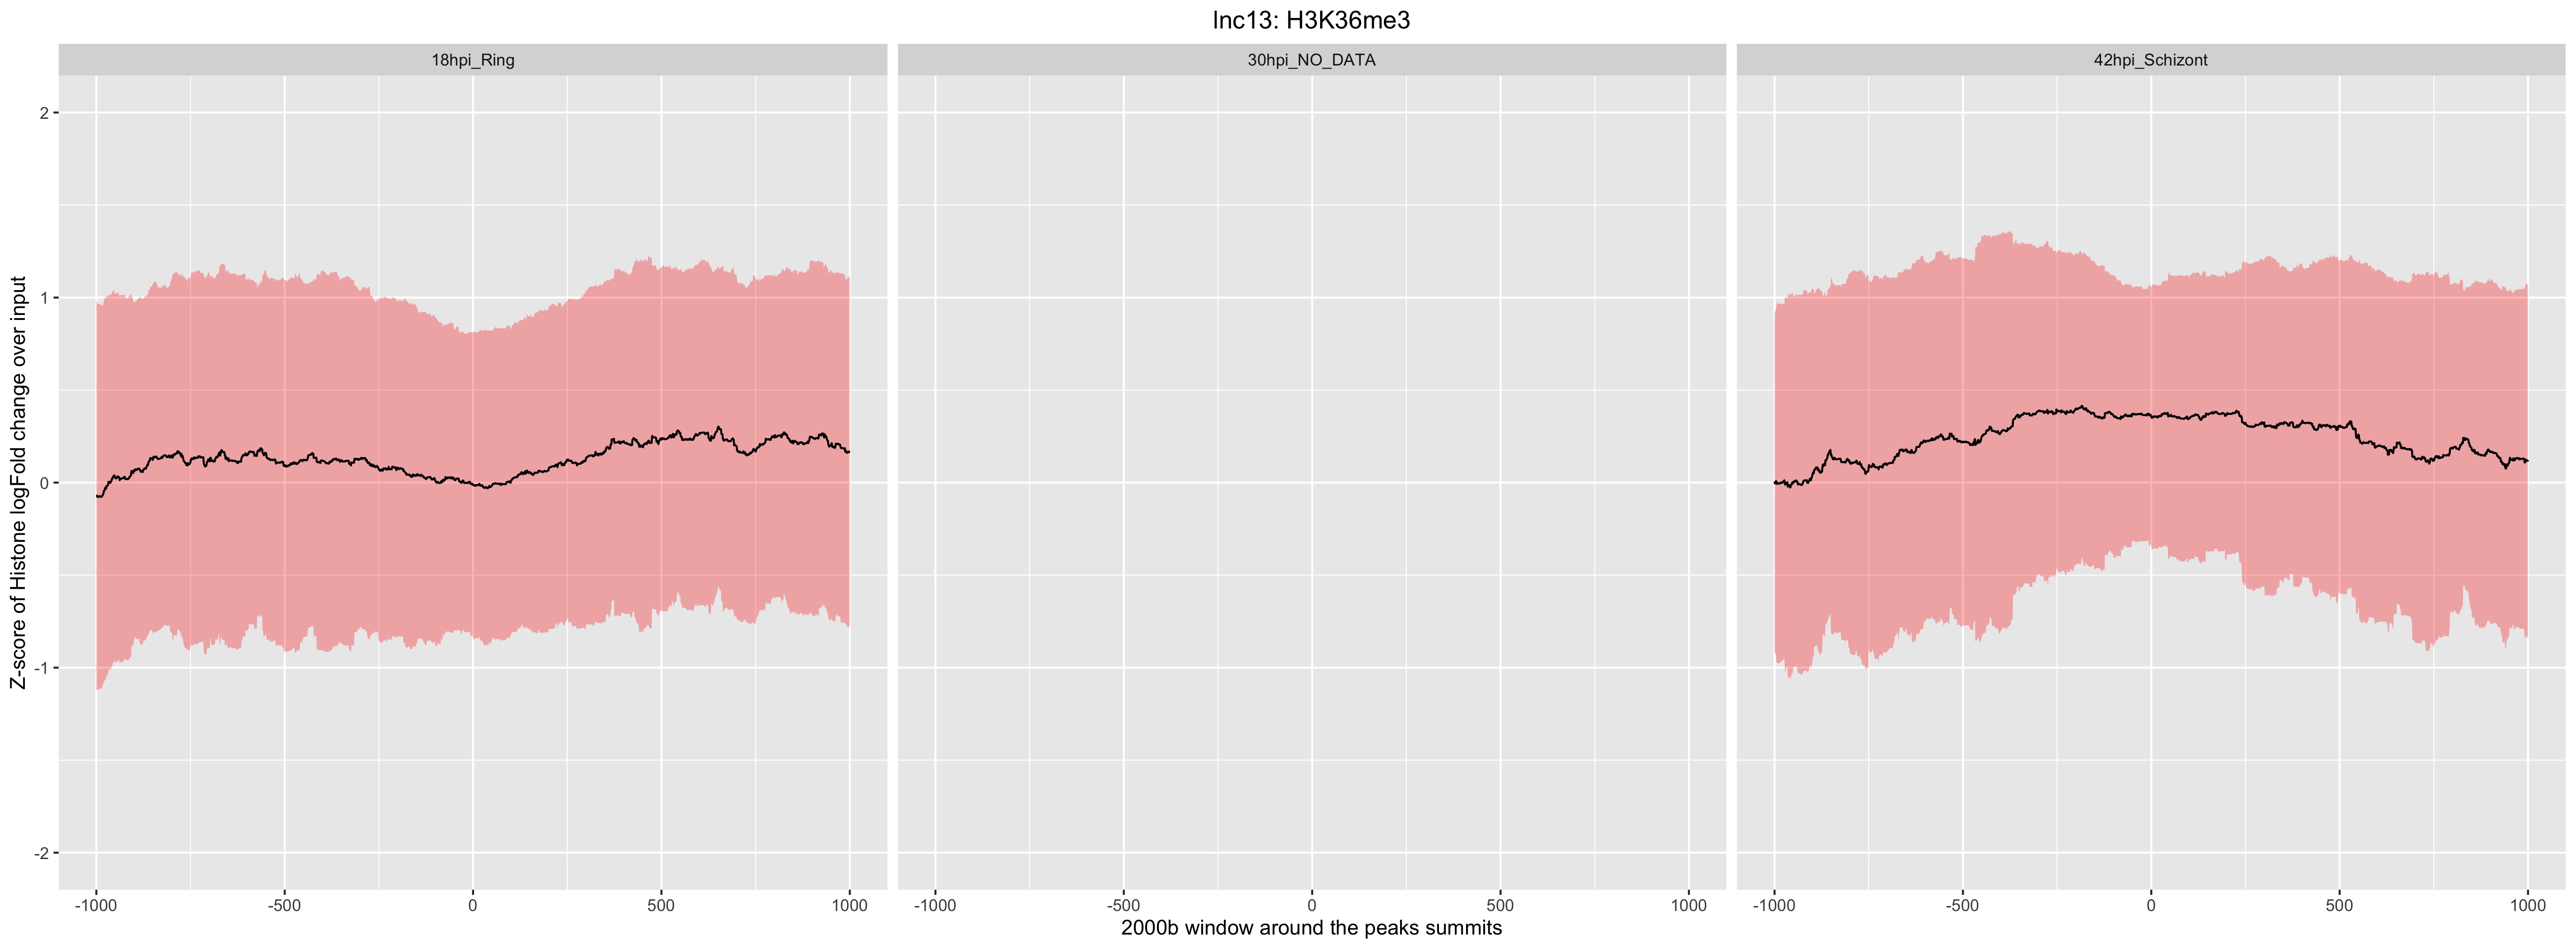 lnc13: H3K36me3
18hpi_Ring
30hpi_NO_DATA
42hpi_Schizont
Z-score of Histone logFold change over input
2
1
0
-1
-2
-1000 -500 0 500 1000
-1000 -500 0 500 1000
-1000 -500 0 500 1000
2000b window around the peaks summits